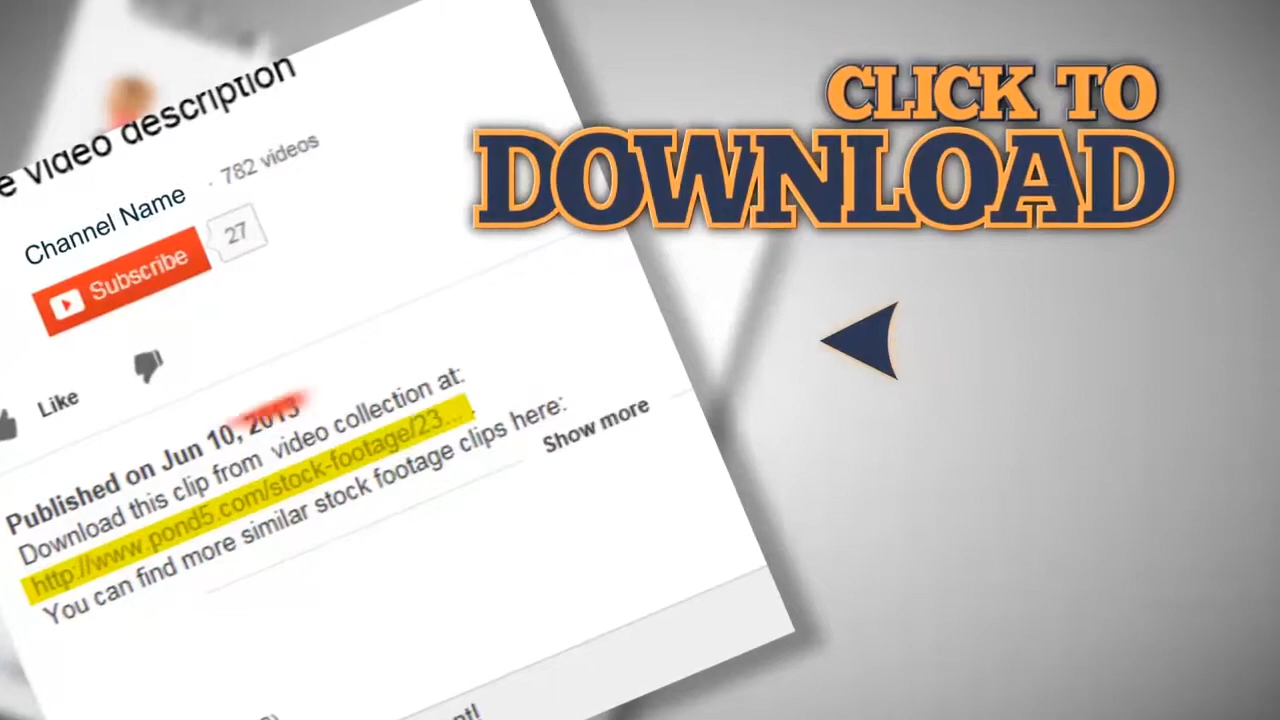 CLICK TO
DOWNLOAD
video description
Channel Name
· 782 videos
Subscribe
27
Like
Published on Jun 10, 2013
Download this clip from video collection at:
http://www.pond5.com/stock-footage/23... .
You can find more similar stock footage clips here:
Show more